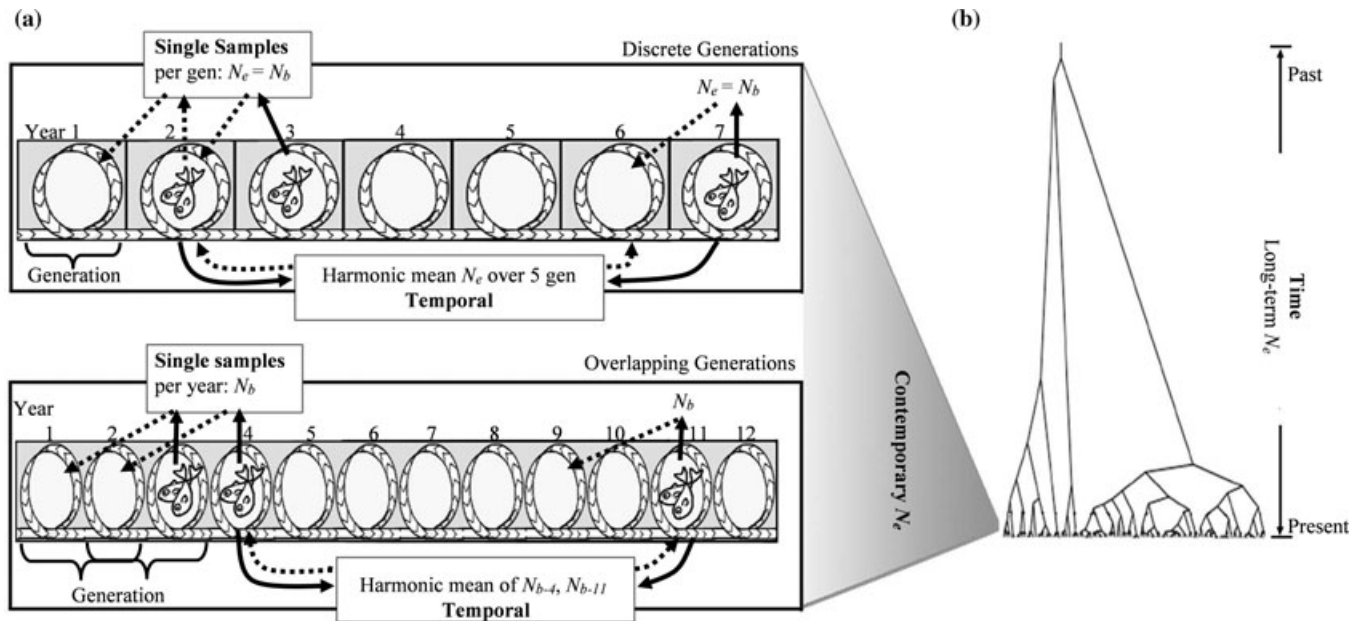 (a)
Single Samples
per gen: Ne = Nb
Discrete Generations
Ne = Nb
Year 1 2 3 4 5 6 7
Generation
Harmonic mean Ne over 5 gen
Temporal
Single samples
per year: Nb
Overlapping Generations
Year
Nb
1 2 4 5 6 7 8 9 10 11 12
Generation
Harmonic mean of Nb-4, Nb-11
Temporal
Contemporary Ne
(b)
Past
Time
Long-term Ne
Present